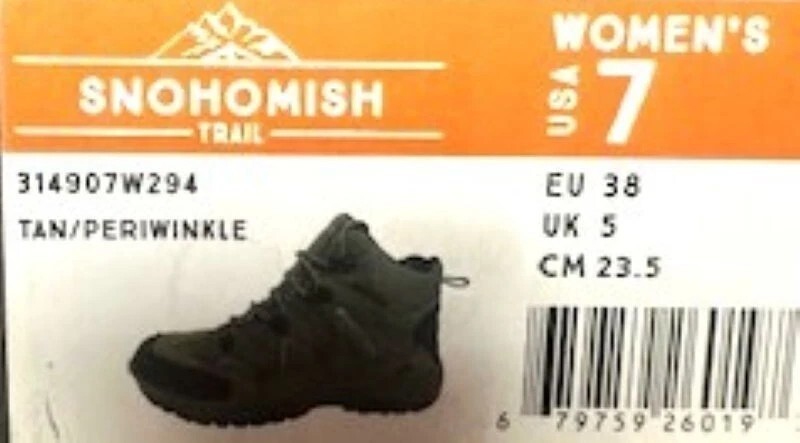 SNOHOMISH
TRAIL
WOMEN'S
USA 7
314907W294
TAN/PERIWINKLE
EU 38
UK 5
CM 23.5
6 79759 26019